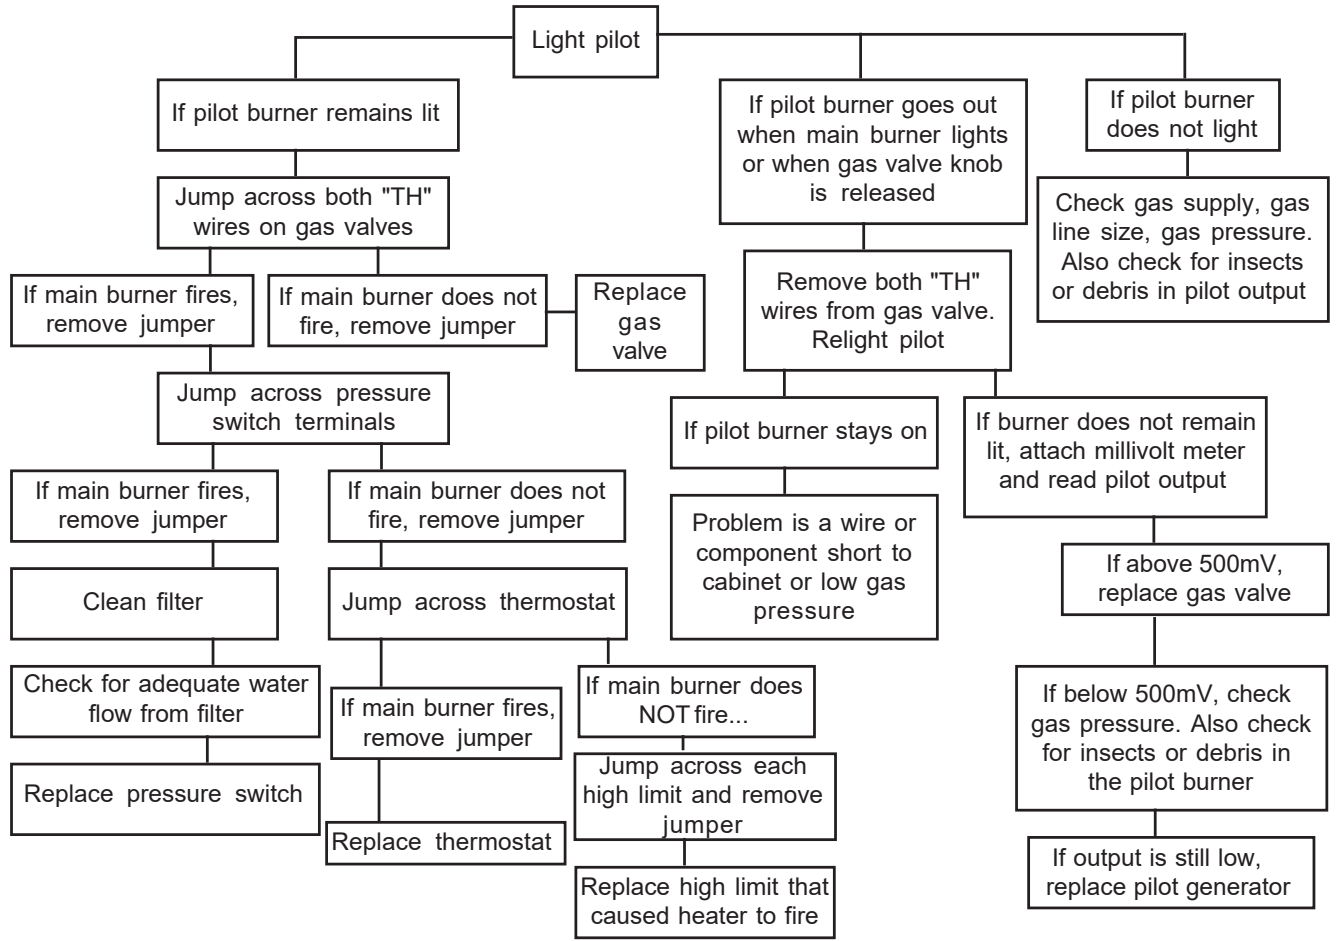 Light pilot
If pilot burner remains lit
Jump across both "TH"
wires on gas valves
If main burner fires,
remove jumper
If main burner does not
fire, remove jumper
Replace
gas
valve
Jump across pressure
switch terminals
If main burner fires,
remove jumper
If main burner does not
fire, remove jumper
Clean filter
Jump across thermostat
Check for adequate water
flow from filter
Replace pressure switch
If main burner fires,
remove jumper
Replace thermostat
If main burner does
NOT fire...
Jump across each
high limit and remove
jumper
Replace high limit that
caused heater to fire
If pilot burner goes out
when main burner lights
or when gas valve knob
is released
Remove both "TH"
wires from gas valve.
Relight pilot
If pilot burner stays on
Problem is a wire or
component short to
cabinet or low gas
pressure
If burner does not remain
lit, attach millivolt meter
and read pilot output
If above 500mV,
replace gas valve
If below 500mV, check
gas pressure. Also check
for insects or debris in
the pilot burner
If output is still low,
replace pilot generator
If pilot burner
does not light
Check gas supply, gas
line size, gas pressure.
Also check for insects
or debris in pilot output